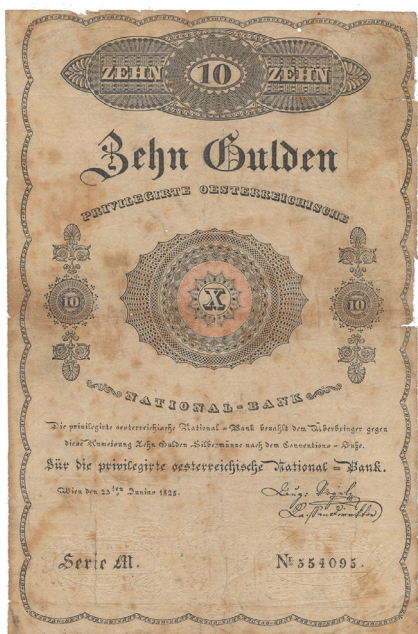 ZEHN 10 ZEHN
Zehn Gulden
PRIVILEGIRTE OESTERREICHISCHE
10 X 10
NATIONAL-BANK
Die privilegirte oesterreichische National=Bank bezahlt dem Überbringer gegen
diese Anweisung Zehn Gulden Silbermünze nach dem Conventions=Fuße.
Für die privilegirte oesterreichische National=Bank.
Wien den 23ten Junius 1825.
Cassendirector
Serie M. Nº 554095.